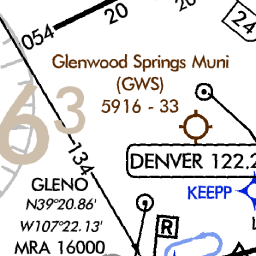 054
20
20
24
Glenwood Springs Muni
(GWS)
5916 - 33
63
134
DENVER 122.2
GLENO
N39°20.86'
W107°22.13'
MRA 16000
KEEPP
R